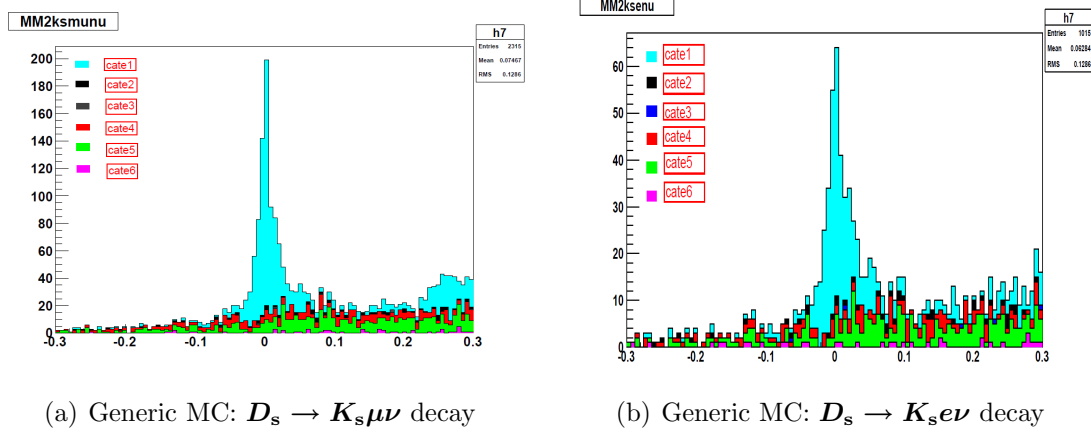 MM2ksmunu
h7
Entries 2315
Mean 0.07467
RMS 0.1286
200
180
160
140
120
100
80
60
40
20
0
cate1
cate2
cate3
cate4
cate5
cate6
-0.3 -0.2 -0.1 0 0.1 0.2 0.3
(a) Generic MC: Ds → Ksμν decay
MM2ksenu
h7
Entries 1015
Mean 0.06284
RMS 0.1286
60
50
40
30
20
10
0
cate1
cate2
cate3
cate4
cate5
cate6
-0.3 -0.2 -0.1 0 0.1 0.2 0.3
(b) Generic MC: Ds → Kseν decay